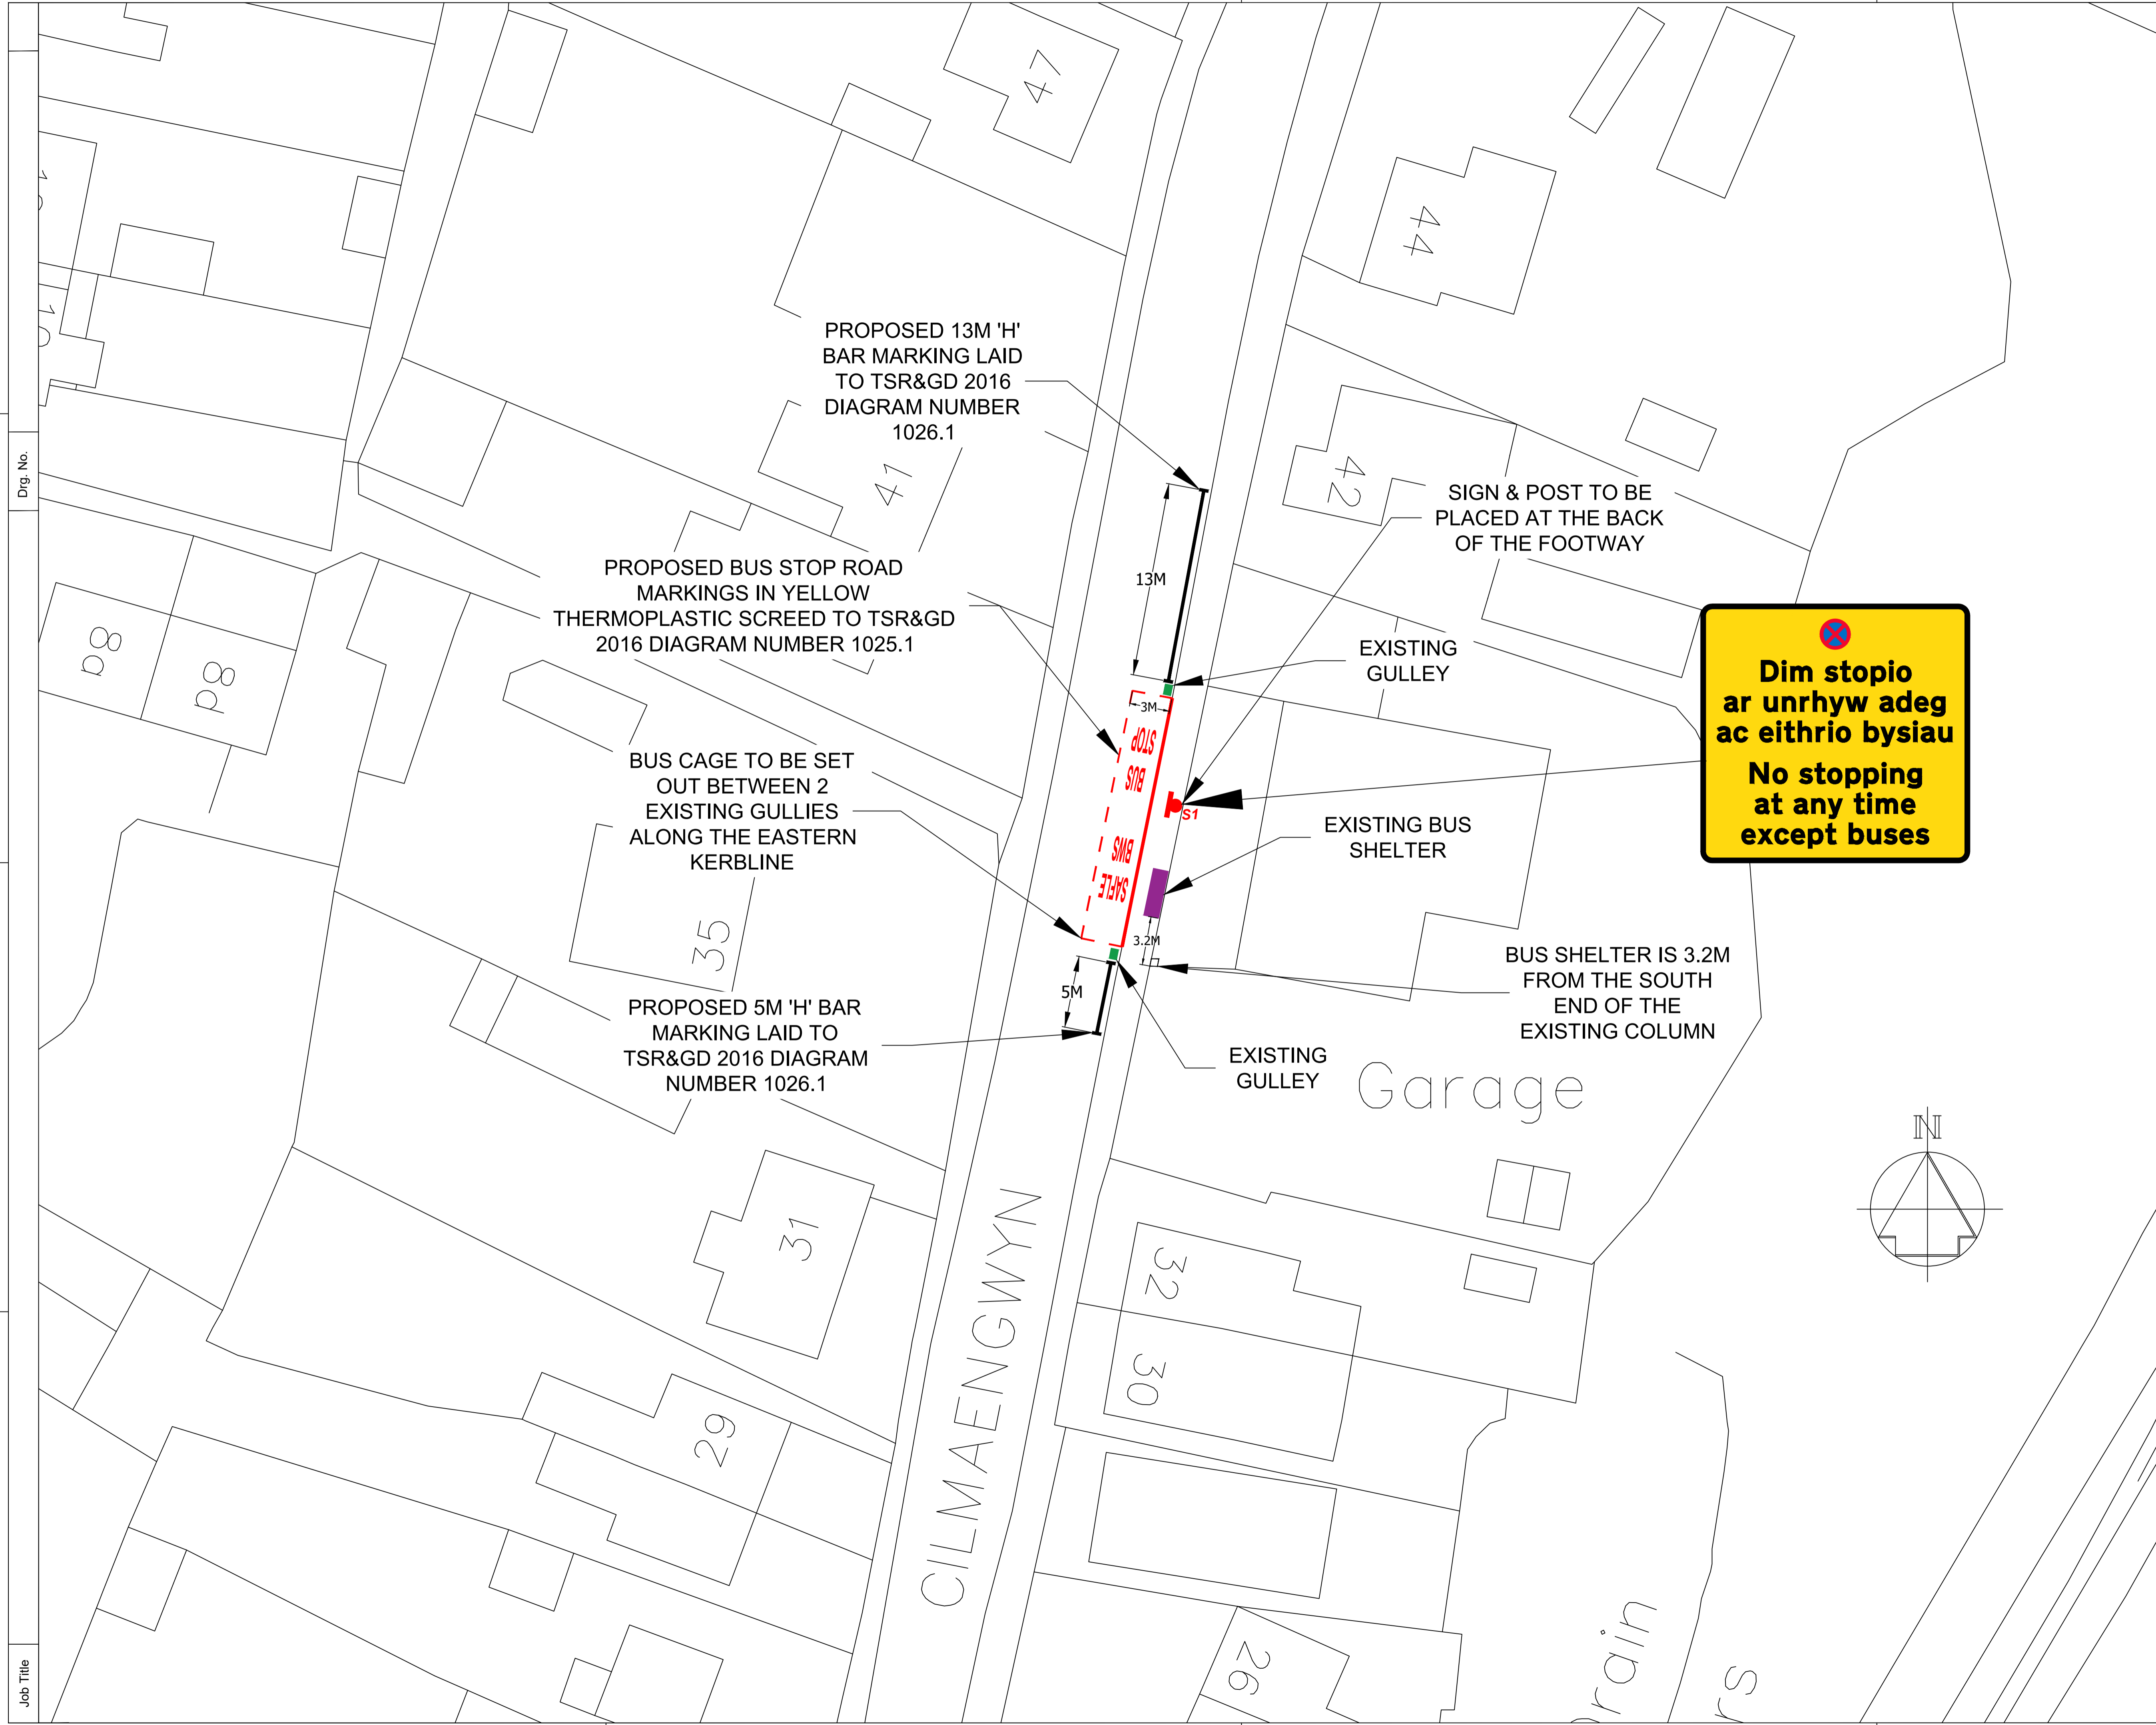 47
44
PROPOSED 13M 'H'
BAR MARKING LAID
TO TSR&GD 2016
DIAGRAM NUMBER
1026.1
41
42
Drg. No.
SIGN & POST TO BE
PLACED AT THE BACK
OF THE FOOTWAY
13M
PROPOSED BUS STOP ROAD
MARKINGS IN YELLOW
THERMOPLASTIC SCREED TO TSR&GD
2016 DIAGRAM NUMBER 1025.1
8a
8d
EXISTING
GULLEY
Dim stopio
ar unrhyw adeg
ac eithrio bysiau
No stopping
at any time
except buses
3M
STOP
BUS
BWS
SAFLE
S1
BUS CAGE TO BE SET
OUT BETWEEN 2
EXISTING GULLIES
ALONG THE EASTERN
KERBLINE
EXISTING BUS
SHELTER
35
3.2M
BUS SHELTER IS 3.2M
FROM THE SOUTH
END OF THE
EXISTING COLUMN
5M
PROPOSED 5M 'H' BAR
MARKING LAID TO
TSR&GD 2016 DIAGRAM
NUMBER 1026.1
EXISTING
GULLEY
Garage
N
31
32
30
CILMAENGWYN
29
26
Job Title